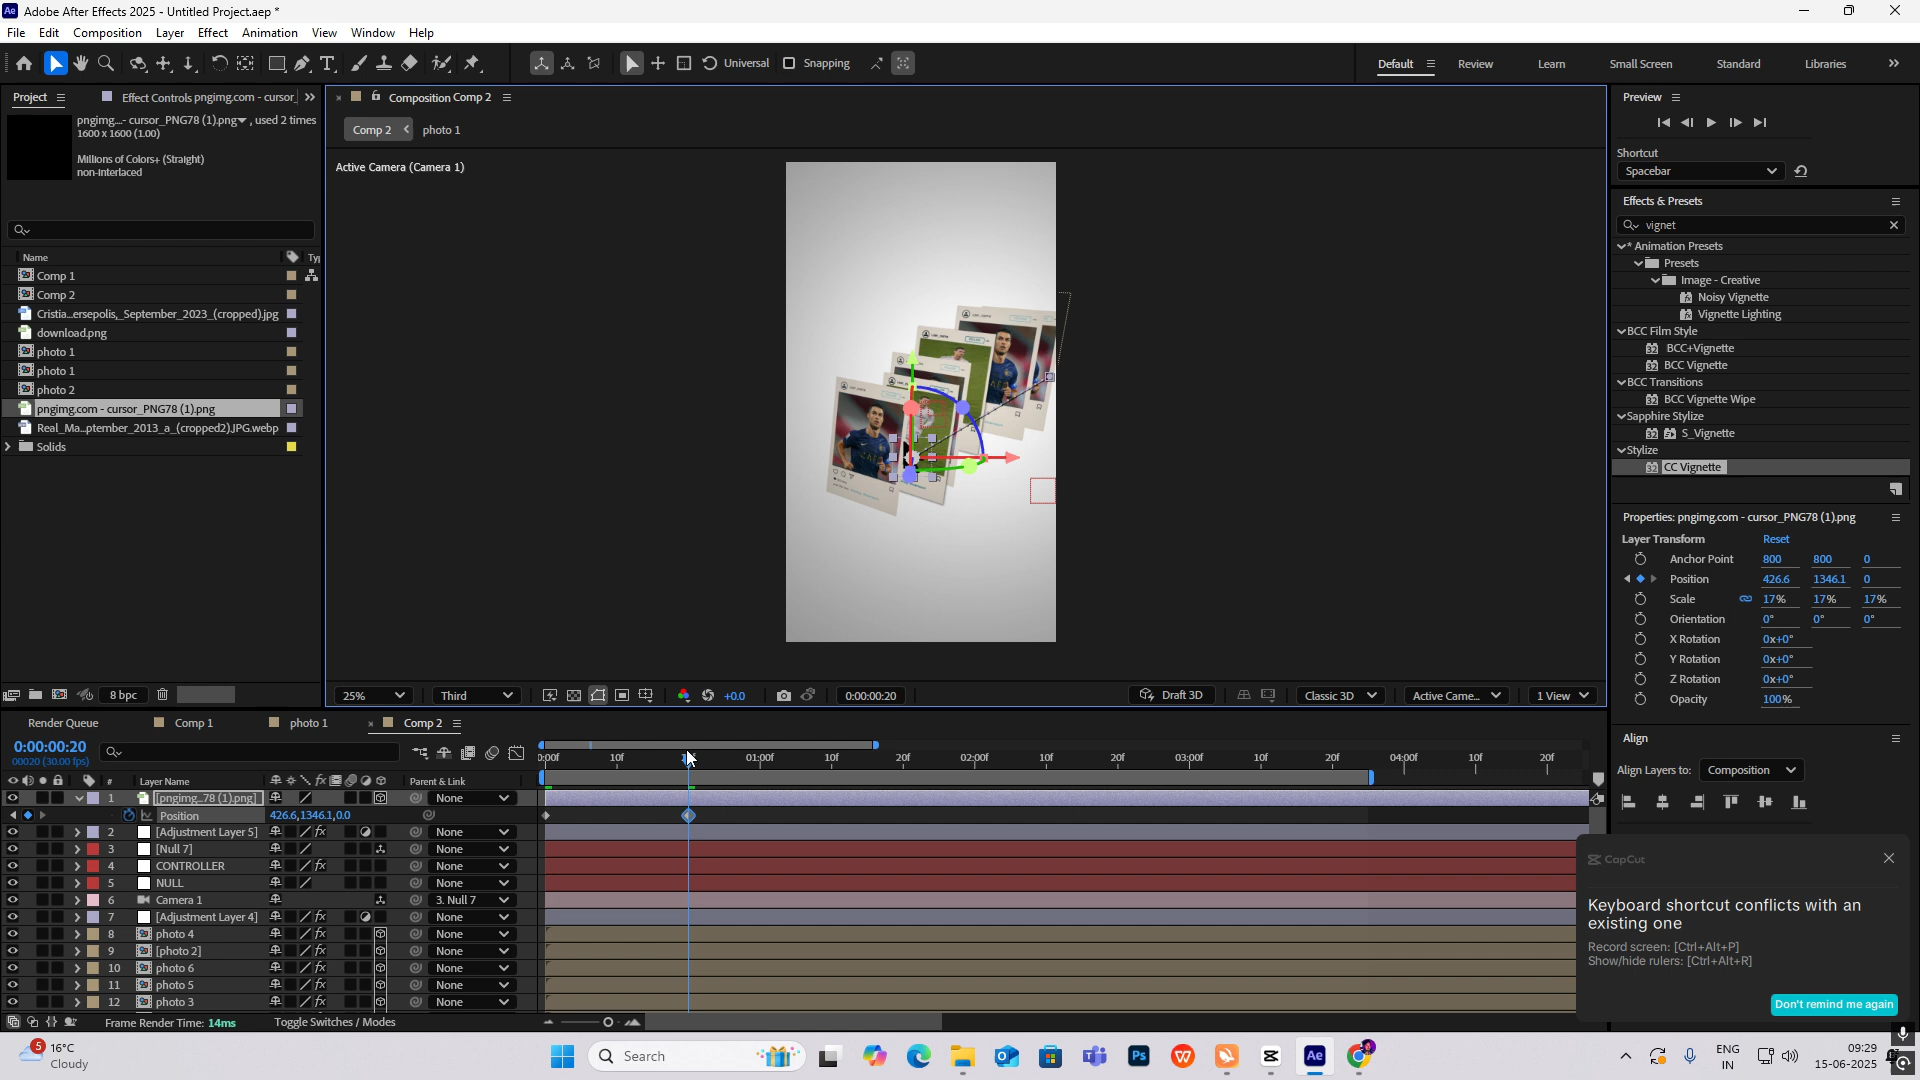 Adobe After Effects 2025 - Untitled Project.aep *
File Edit Composition Layer Effect Animation View Window Help
Universal Snapping Default Review Learn Small Screen Standard Libraries
Project Effect Controls pngimg.com - cursor_
pngimg....- cursor_PNG78 (1).png , used 2 times
1600 x 1600 (1.00)
Millions of Colors+ (Straight)
non-interlaced
Name Typ
Comp 1
Comp 2
Cristia...ersepolis,_September_2023_(cropped).jpg
download.png
photo 1
photo 1
photo 2
pngimg.com - cursor_PNG78 (1).png
Real_Ma...ptember_2013_a_(cropped2).JPG.webp
Solids
8 bpc
Composition Comp 2
Comp 2 photo 1
Active Camera (Camera 1)
25% Third +0.0 0:00:00:20 Draft 3D Classic 3D Active Came... 1 View
Preview
Shortcut
Spacebar
Effects & Presets
vignet
* Animation Presets
Presets
Image - Creative
Noisy Vignette
Vignette Lighting
BCC Film Style
BCC+Vignette
BCC Vignette
BCC Transitions
BCC Vignette Wipe
Sapphire Stylize
S_Vignette
Stylize
CC Vignette
Properties: pngimg.com - cursor_PNG78 (1).png
Layer Transform Reset
Anchor Point 800 800 0
Position 426.6 1346.1 0
Scale 17% 17% 17%
Orientation 0° 0° 0°
X Rotation 0x+0°
Y Rotation 0x+0°
Z Rotation 0x+0°
Opacity 100%
Align
Align Layers to: Composition
CapCut
Keyboard shortcut conflicts with an
existing one
Record screen: [Ctrl+Alt+P]
Show/hide rulers: [Ctrl+Alt+R]
Don't remind me again
Render Queue Comp 1 photo 1 Comp 2
0:00:00:20
00020 (30.00 fps)
0:00f 10f 01:00f 10f 20f 02:00f 10f 20f 03:00f 10f 20f 04:00f 10f 20f
# Layer Name Parent & Link
1 [pngimg...78 (1).png] None
Position 426.6,1346.1,0.0
2 [Adjustment Layer 5] None
3 [Null 7] None
4 CONTROLLER None
5 NULL None
6 Camera 1 3. Null 7
7 [Adjustment Layer 4] None
8 photo 4 None
9 [photo 2] None
10 photo 6 None
11 photo 5 None
12 photo 3 None
Frame Render Time: 14ms Toggle Switches / Modes
5 16°C
Cloudy
Search
ENG
IN
09:29
15-06-2025